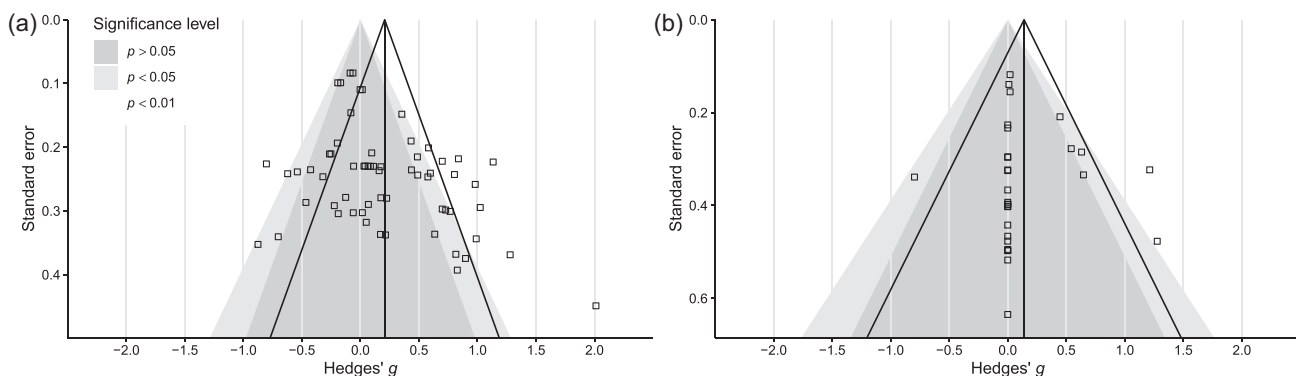 (a)
Significance level
p > 0.05
p < 0.05
p < 0.01
0.0
0.1
0.2
0.3
0.4
Standard error
−2.0 −1.5 −1.0 −0.5 0.0 0.5 1.0 1.5 2.0
Hedges' g
(b)
0.0
0.2
0.4
0.6
Standard error
−2.0 −1.5 −1.0 −0.5 0.0 0.5 1.0 1.5 2.0
Hedges' g